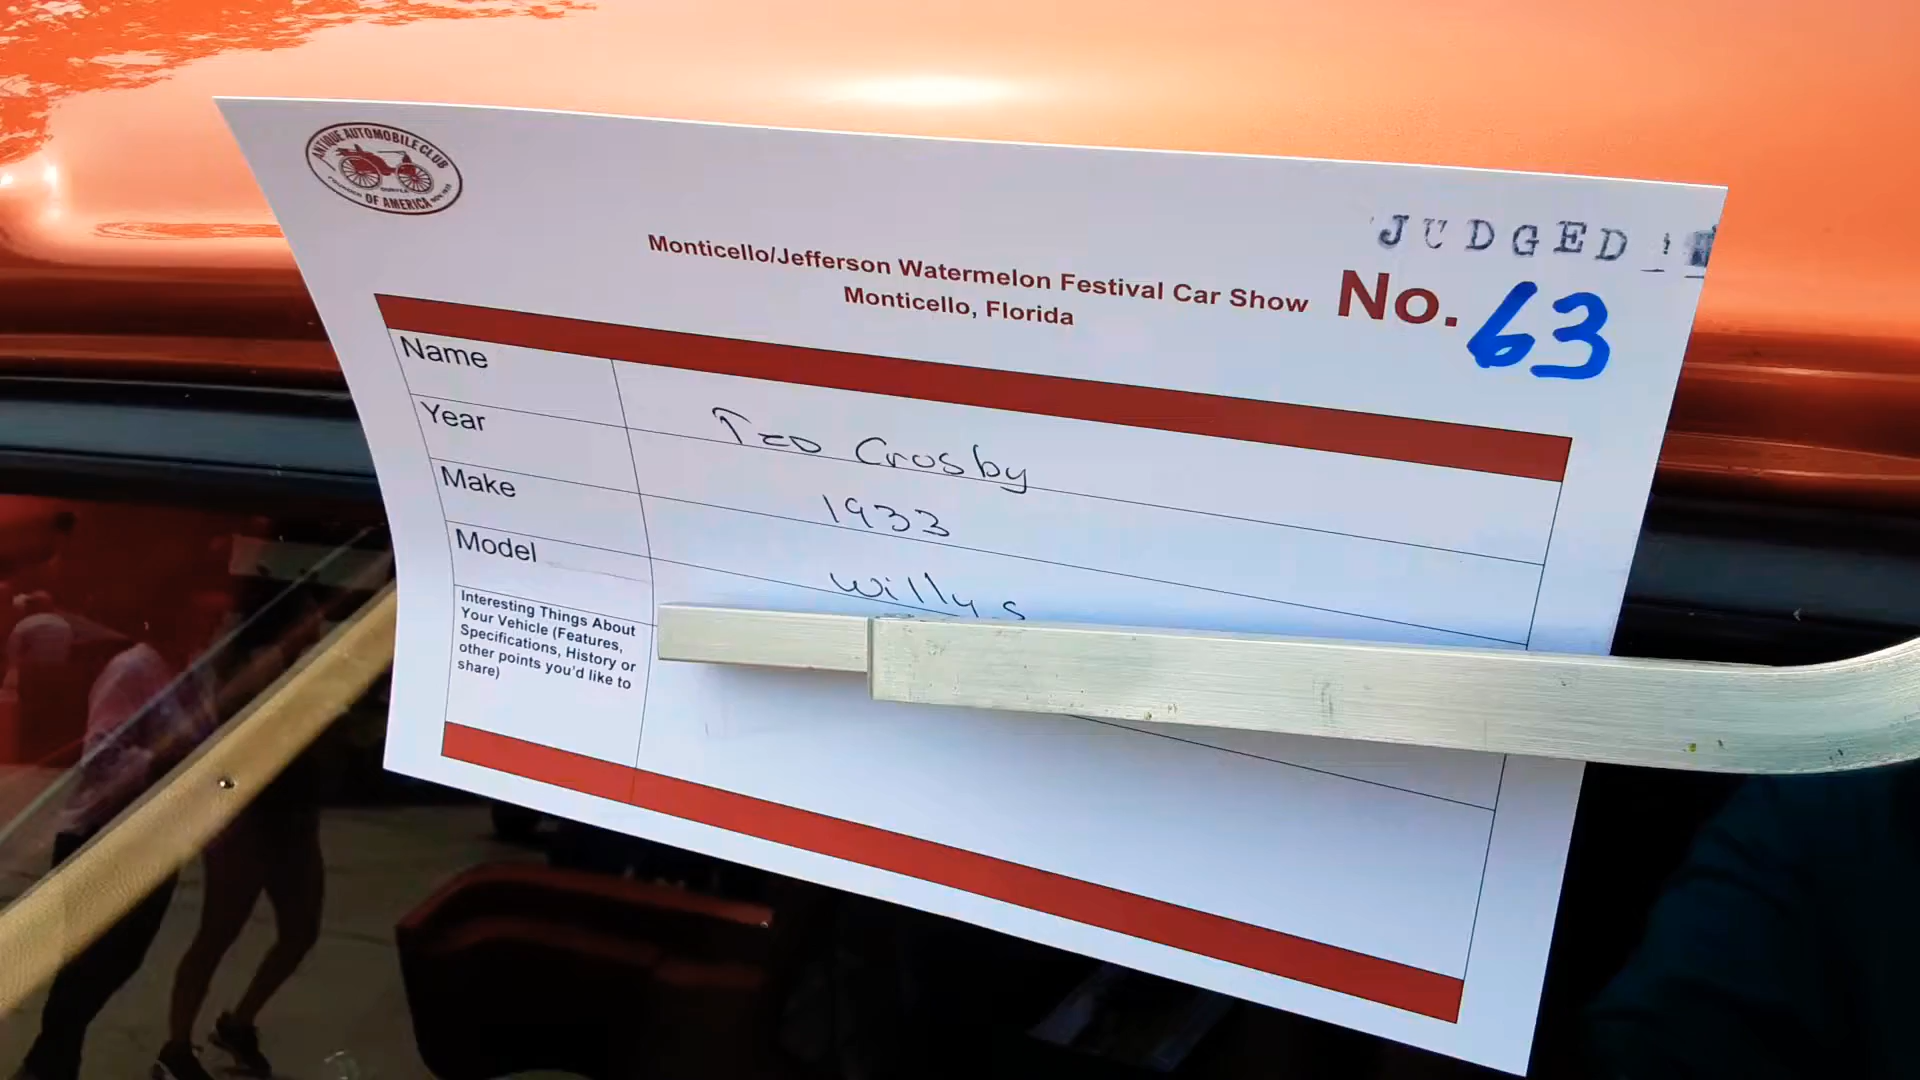 ANTIQUE AUTOMOBILE CLUB
OF AMERICA
JUDGED !
Monticello/Jefferson Watermelon Festival Car Show
Monticello, Florida
No. 63
Name
Teo Crosby
Year
1933
Make
Willys
Model
Interesting Things About
Your Vehicle (Features,
Specifications, History or
other points you'd like to
share)